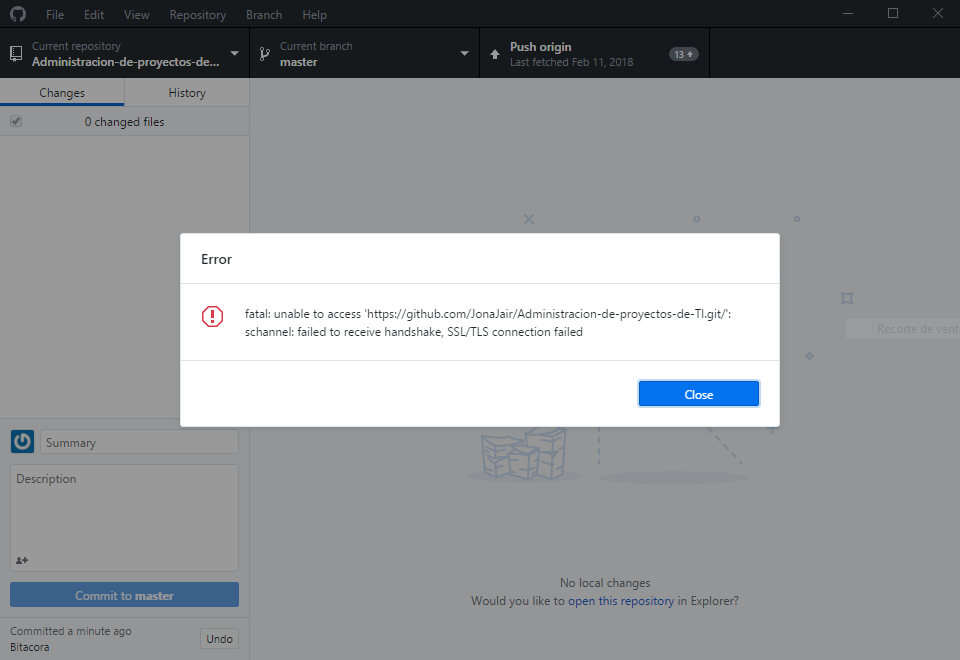 File Edit View Repository Branch Help
Current repository
Administracion-de-proyectos-de...
Current branch
master
Push origin
Last fetched Feb 11, 2018
13
Changes History
0 changed files
Error
fatal: unable to access 'https://github.com/JonaJair/Administracion-de-proyectos-de-TI.git/':
schannel: failed to receive handshake, SSL/TLS connection failed
Close
Recorte de vent
Summary
Description
Commit to master
Committed a minute ago
Bitacora
Undo
No local changes
Would you like to open this repository in Explorer?